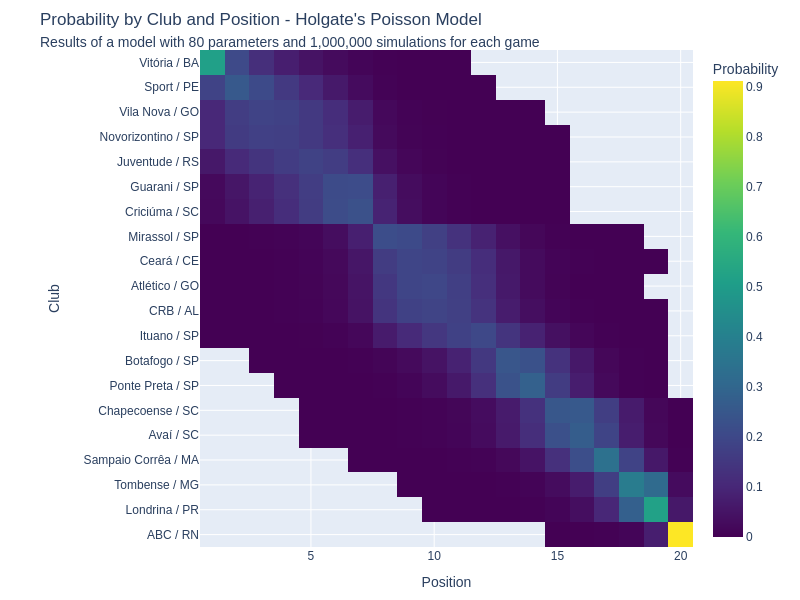 Probability by Club and Position - Holgate's Poisson Model
Results of a model with 80 parameters and 1,000,000 simulations for each game
Probability
Club
Vitória / BA
Sport / PE
Vila Nova / GO
Novorizontino / SP
Juventude / RS
Guarani / SP
Criciúma / SC
Mirassol / SP
Ceará / CE
Atlético / GO
CRB / AL
Ituano / SP
Botafogo / SP
Ponte Preta / SP
Chapecoense / SC
Avaí / SC
Sampaio Corrêa / MA
Tombense / MG
Londrina / PR
ABC / RN
0.9
0.8
0.7
0.6
0.5
0.4
0.3
0.2
0.1
0
5 10 15 20
Position